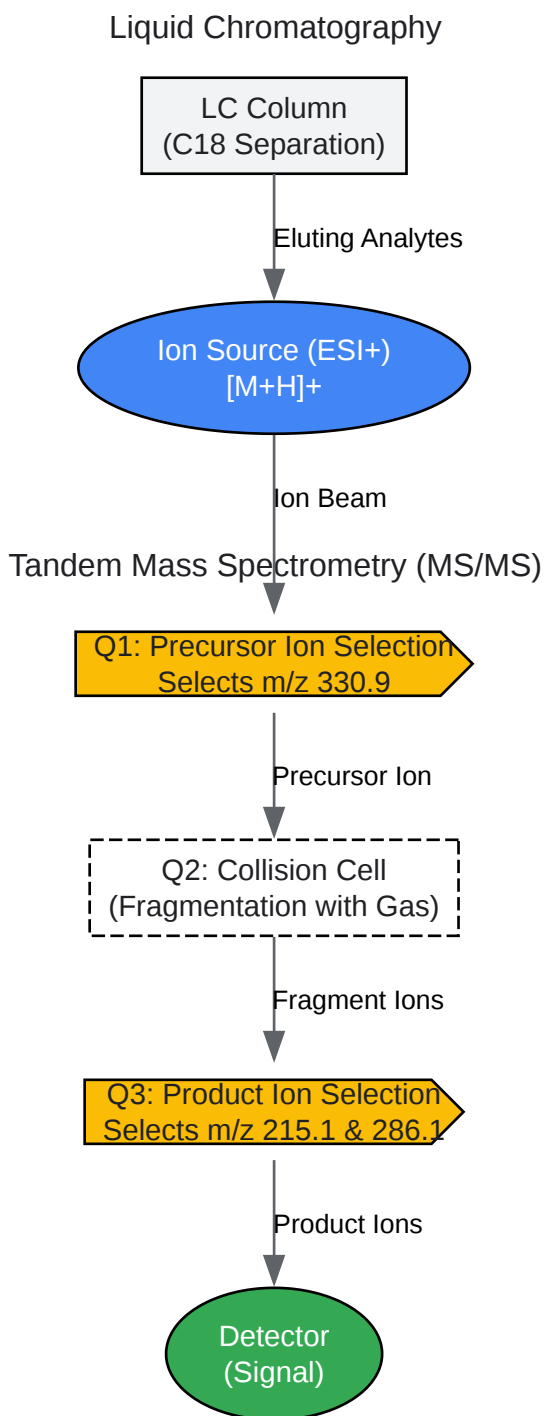 Liquid Chromatography
LC Column
(C18 Separation)
Eluting Analytes
Ion Source (ESI+)
[M+H]+
Ion Beam
Tandem Mass Spectrometry (MS/MS)
Q1: Precursor Ion Selection
Selects m/z 330.9
Precursor Ion
Q2: Collision Cell
(Fragmentation with Gas)
Fragment Ions
Q3: Product Ion Selection
Selects m/z 215.1 & 286.1
Product Ions
Detector
(Signal)